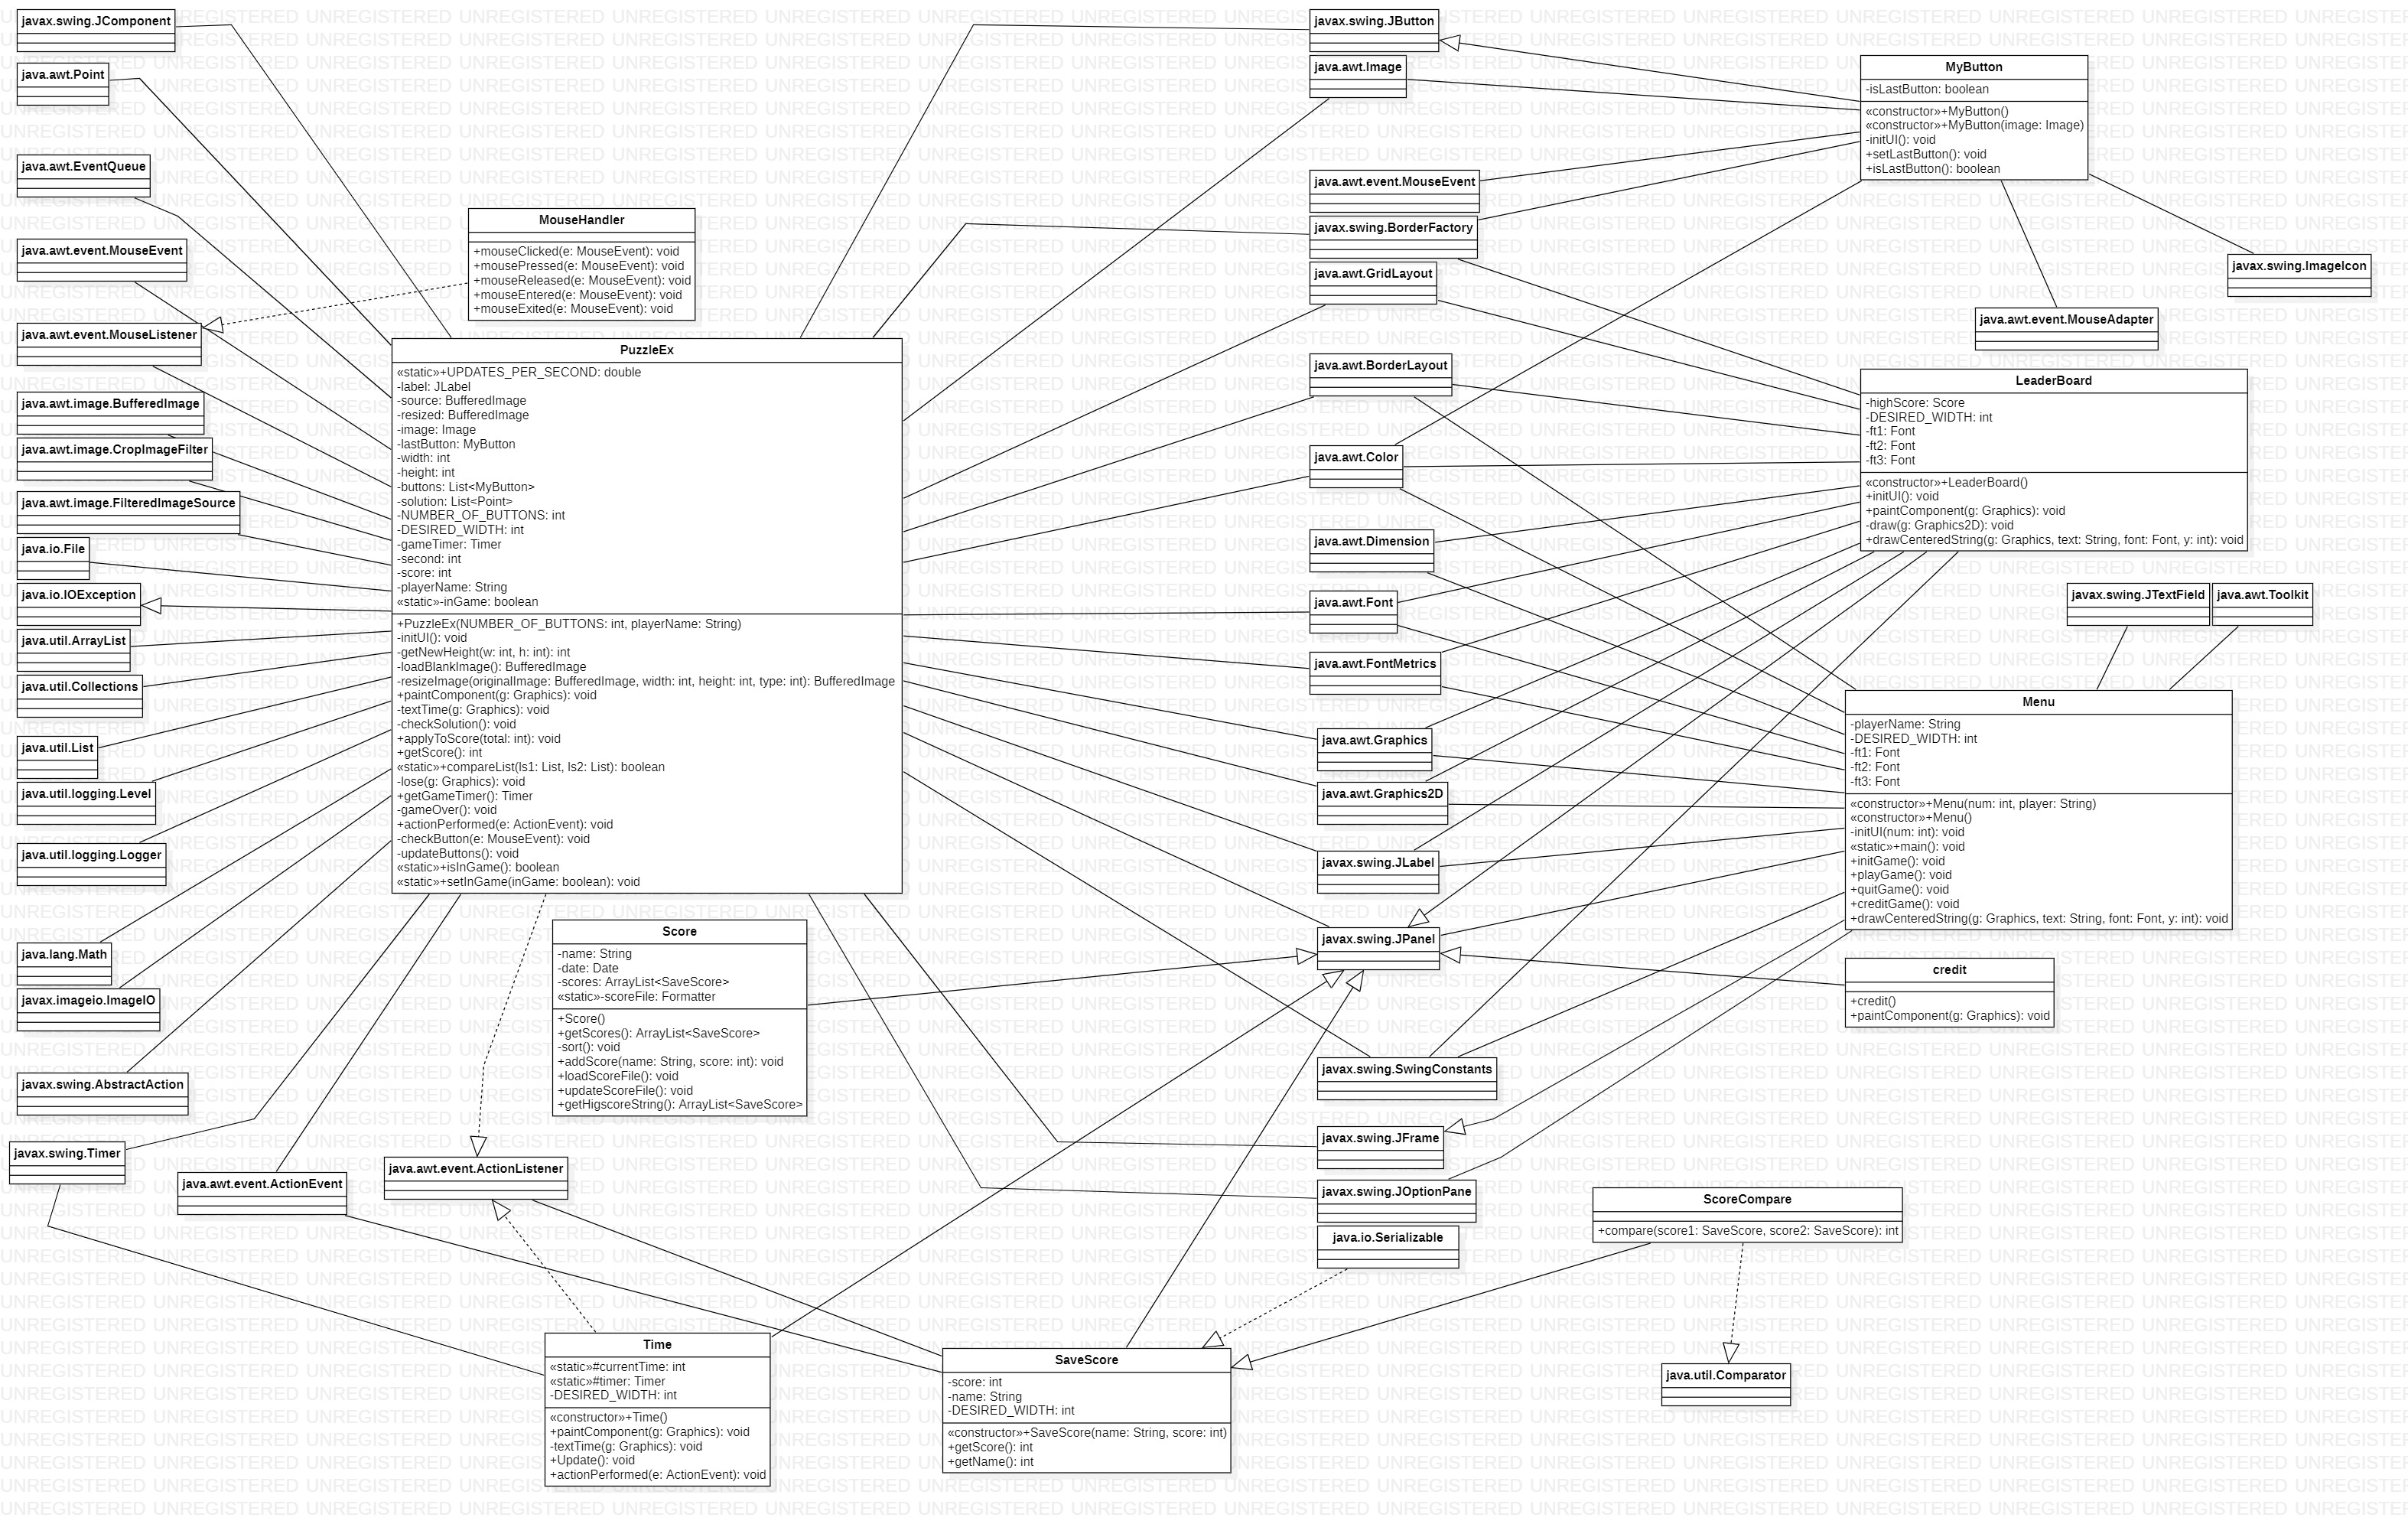 javax.swing.JComponent
java.awt.Point
java.awt.EventQueue
java.awt.event.MouseEvent
java.awt.event.MouseListener
java.awt.image.BufferedImage
java.awt.image.CropImageFilter
java.awt.image.FilteredImageSource
java.io.File
java.io.IOException
java.util.ArrayList
java.util.Collections
java.util.List
java.util.logging.Level
java.util.logging.Logger
java.lang.Math
javax.imageio.ImageIO
javax.swing.AbstractAction
javax.swing.Timer
java.awt.event.ActionEvent
java.awt.event.ActionListener
MouseHandler
+mouseClicked(e: MouseEvent): void
+mousePressed(e: MouseEvent): void
+mouseReleased(e: MouseEvent): void
+mouseEntered(e: MouseEvent): void
+mouseExited(e: MouseEvent): void
PuzzleEx
«static»+UPDATES_PER_SECOND: double
-label: JLabel
-source: BufferedImage
-resized: BufferedImage
-image: Image
-lastButton: MyButton
-width: int
-height: int
-buttons: List<MyButton>
-solution: List<Point>
-NUMBER_OF_BUTTONS: int
-DESIRED_WIDTH: int
-gameTimer: Timer
-second: int
-score: int
-playerName: String
«static»-inGame: boolean
+PuzzleEx(NUMBER_OF_BUTTONS: int, playerName: String)
-initUI(): void
-getNewHeight(w: int, h: int): int
-loadBlankImage(): BufferedImage
-resizeImage(originalImage: BufferedImage, width: int, height: int, type: int): BufferedImage
+paintComponent(g: Graphics): void
-textTime(g: Graphics): void
-checkSolution(): void
+applyToScore(total: int): void
+getScore(): int
«static»+compareList(ls1: List, ls2: List): boolean
-lose(g: Graphics): void
+getGameTimer(): Timer
-gameOver(): void
+actionPerformed(e: ActionEvent): void
-checkButton(e: MouseEvent): void
-updateButtons(): void
«static»+isInGame(): boolean
«static»+setInGame(inGame: boolean): void
Score
-name: String
-date: Date
-scores: ArrayList<SaveScore>
«static»-scoreFile: Formatter
+Score()
+getScores(): ArrayList<SaveScore>
-sort(): void
+addScore(name: String, score: int): void
+loadScoreFile(): void
+updateScoreFile(): void
+getHigscoreString(): ArrayList<SaveScore>
Time
«static»#currentTime: int
«static»#timer: Timer
-DESIRED_WIDTH: int
«constructor»+Time()
+paintComponent(g: Graphics): void
-textTime(g: Graphics): void
+Update(): void
+actionPerformed(e: ActionEvent): void
SaveScore
-score: int
-name: String
-DESIRED_WIDTH: int
«constructor»+SaveScore(name: String, score: int)
+getScore(): int
+getName(): int
javax.swing.JButton
java.awt.Image
java.awt.event.MouseEvent
javax.swing.BorderFactory
java.awt.GridLayout
java.awt.BorderLayout
java.awt.Color
java.awt.Dimension
java.awt.Font
java.awt.FontMetrics
java.awt.Graphics
java.awt.Graphics2D
javax.swing.JLabel
javax.swing.JPanel
javax.swing.SwingConstants
javax.swing.JFrame
javax.swing.JOptionPane
java.io.Serializable
MyButton
-isLastButton: boolean
«constructor»+MyButton()
«constructor»+MyButton(image: Image)
-initUI(): void
+setLastButton(): void
+isLastButton(): boolean
javax.swing.ImageIcon
java.awt.event.MouseAdapter
LeaderBoard
-highScore: Score
-DESIRED_WIDTH: int
-ft1: Font
-ft2: Font
-ft3: Font
«constructor»+LeaderBoard()
+initUI(): void
+paintComponent(g: Graphics): void
-draw(g: Graphics2D): void
+drawCenteredString(g: Graphics, text: String, font: Font, y: int): void
javax.swing.JTextField
java.awt.Toolkit
Menu
-playerName: String
-DESIRED_WIDTH: int
-ft1: Font
-ft2: Font
-ft3: Font
«constructor»+Menu(num: int, player: String)
«constructor»+Menu()
-initUI(num: int): void
«static»+main(): void
+initGame(): void
+playGame(): void
+quitGame(): void
+creditGame(): void
+drawCenteredString(g: Graphics, text: String, font: Font, y: int): void
credit
+credit()
+paintComponent(g: Graphics): void
ScoreCompare
+compare(score1: SaveScore, score2: SaveScore): int
java.util.Comparator
UNREGISTERED